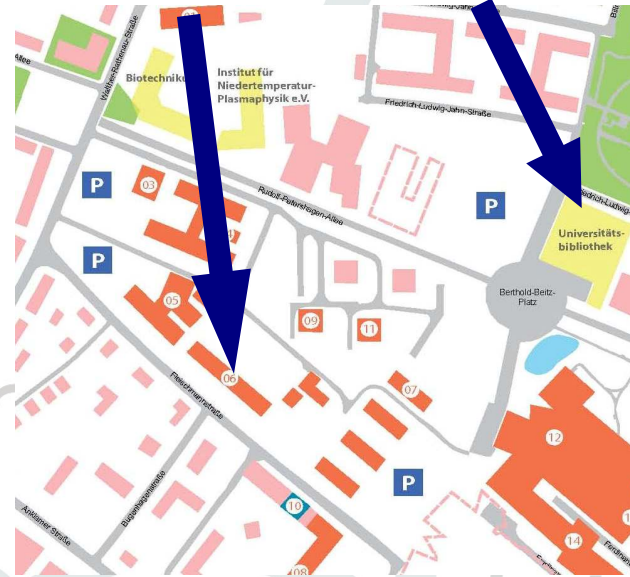 Allee
Walther-Rathenau-Straße
Biotechniku
Institut für
Niedertemperatur-
Plasmaphysik e.V.
Friedrich-Ludwig-Jahn-Straße
P
03
Rudolf-Petershagen-Allee
P
Universitäts-
bibliothek
P
Berthold-Beitz-
Platz
05
09
11
06
07
Fleischmannstraße
12
P
Bugenhagenstraße
10
Anklamer Straße
14
08